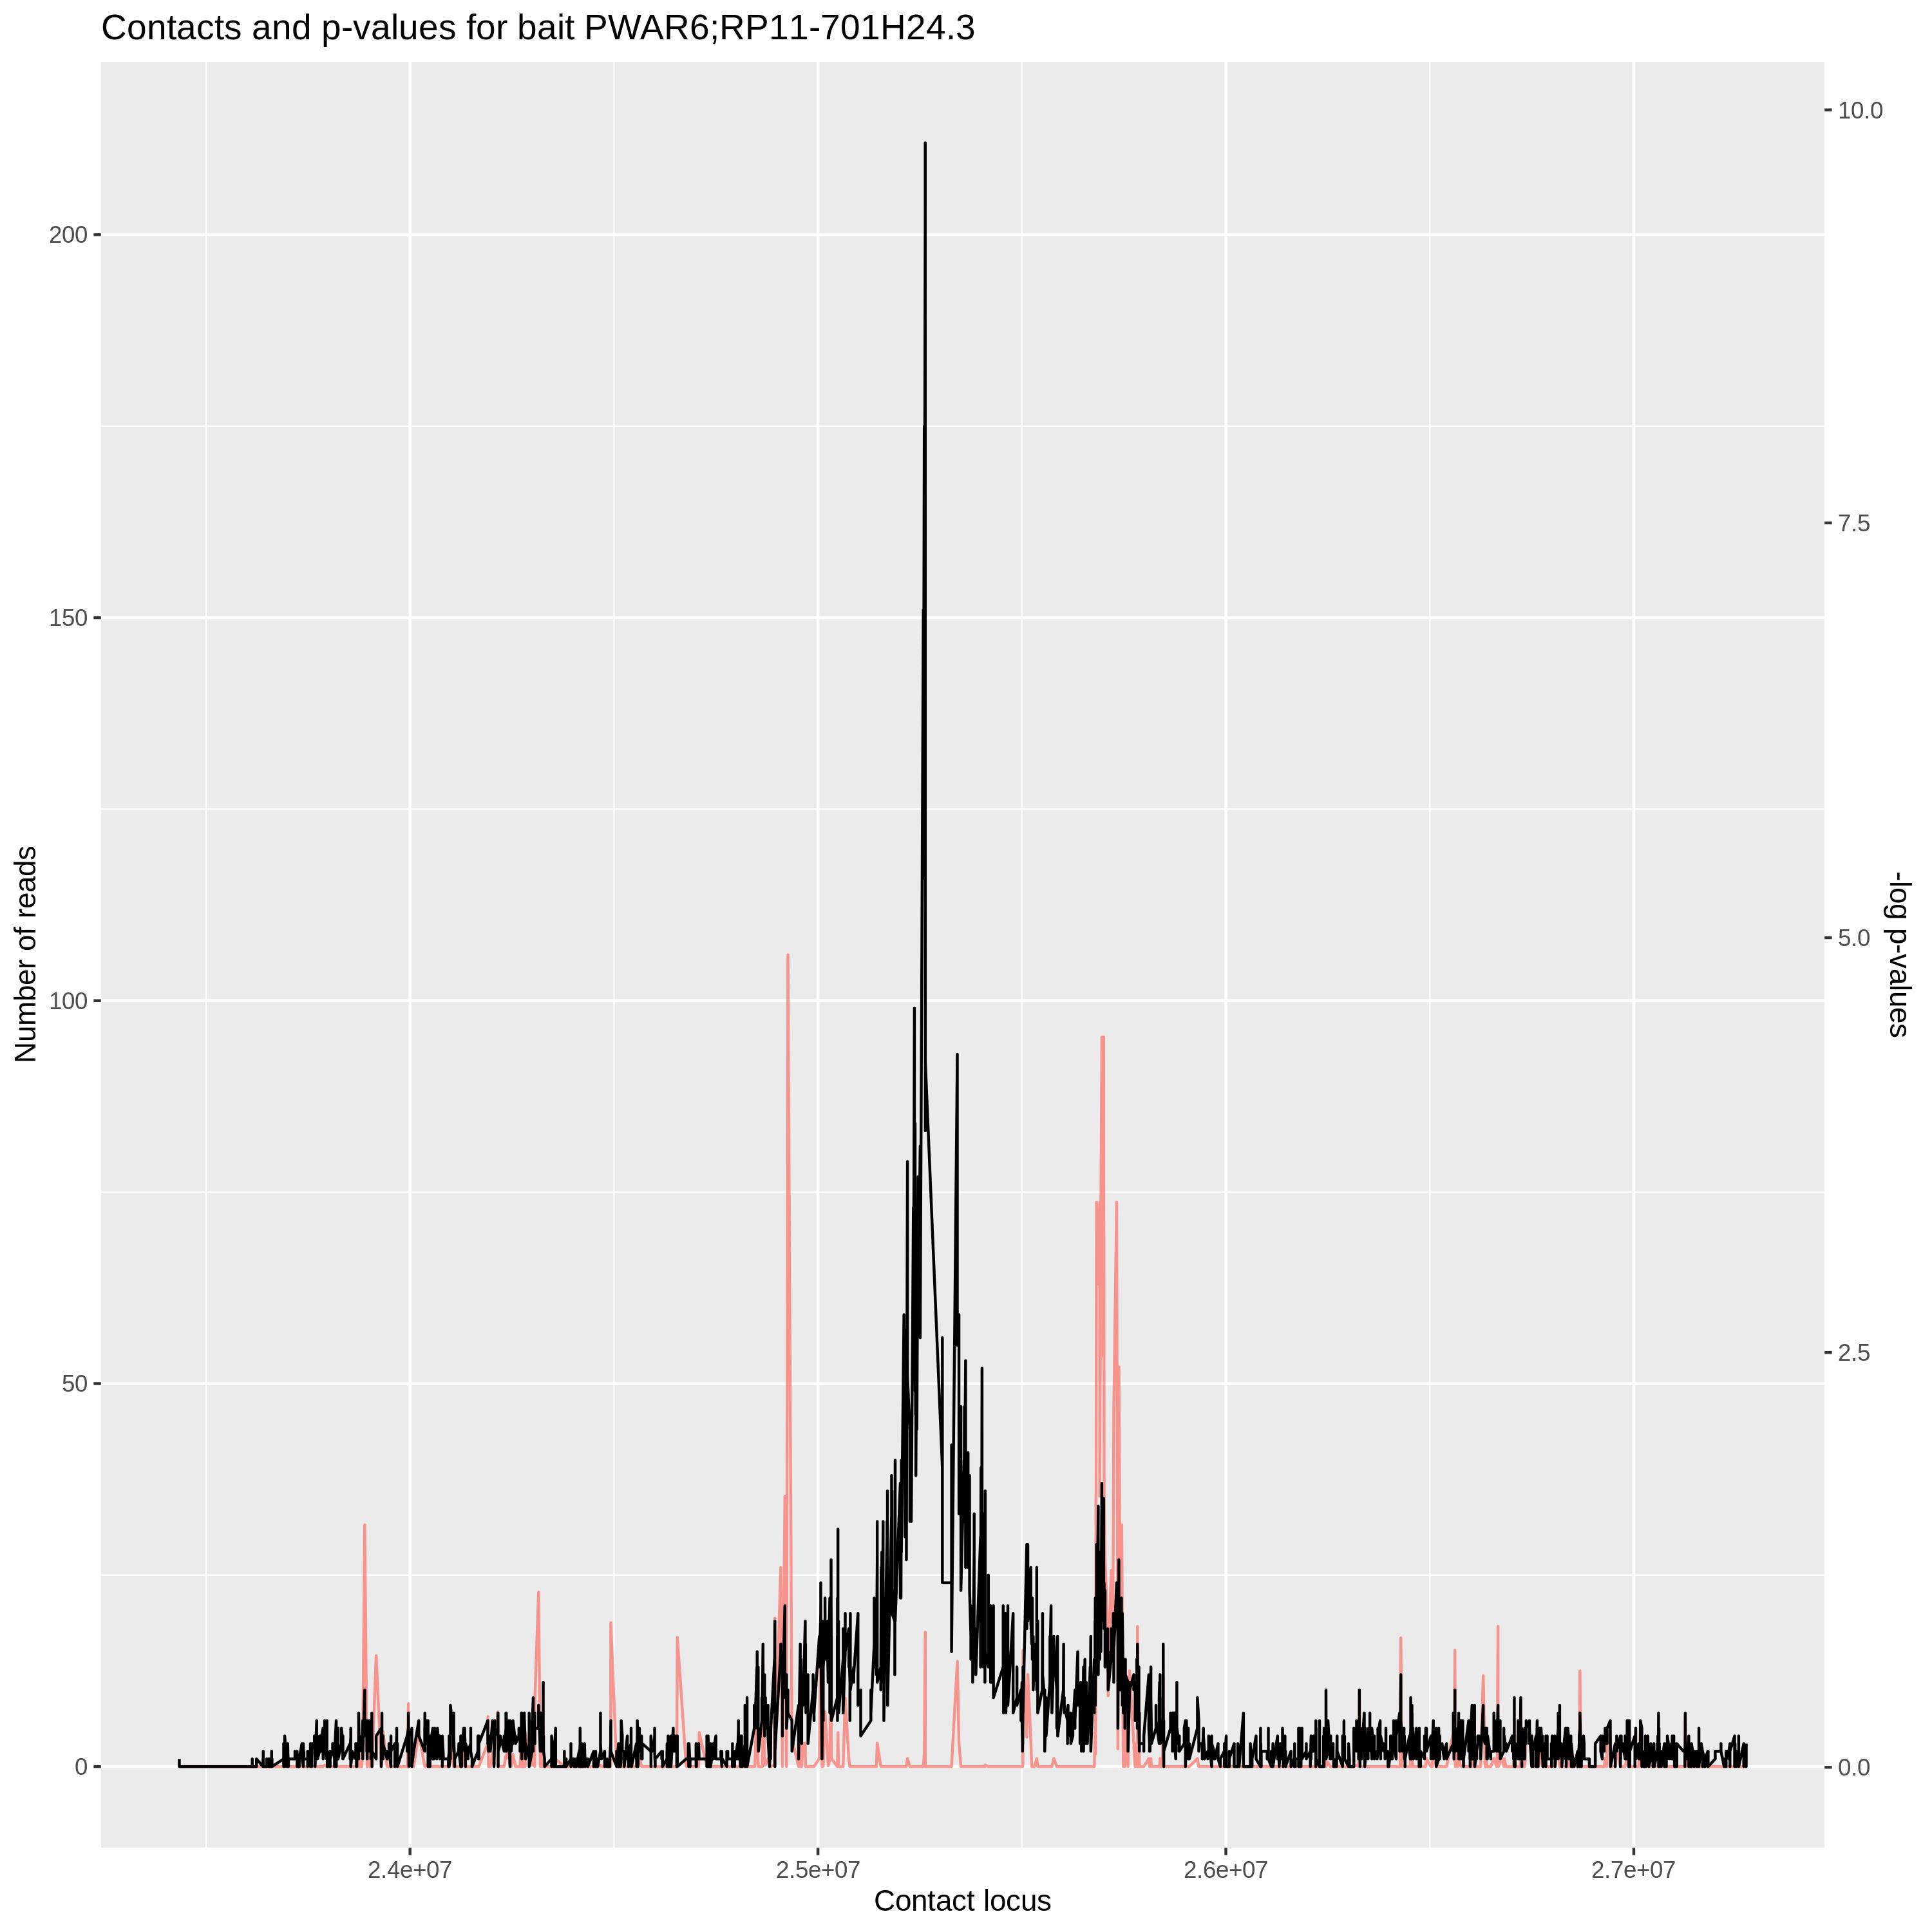 Contacts and p-values for bait PWAR6;RP11-701H24.3
10.0
200
7.5
150
Number of reads
-log p-values
5.0
100
2.5
50
0
0.0
2.4e+07 2.5e+07 2.6e+07 2.7e+07
Contact locus